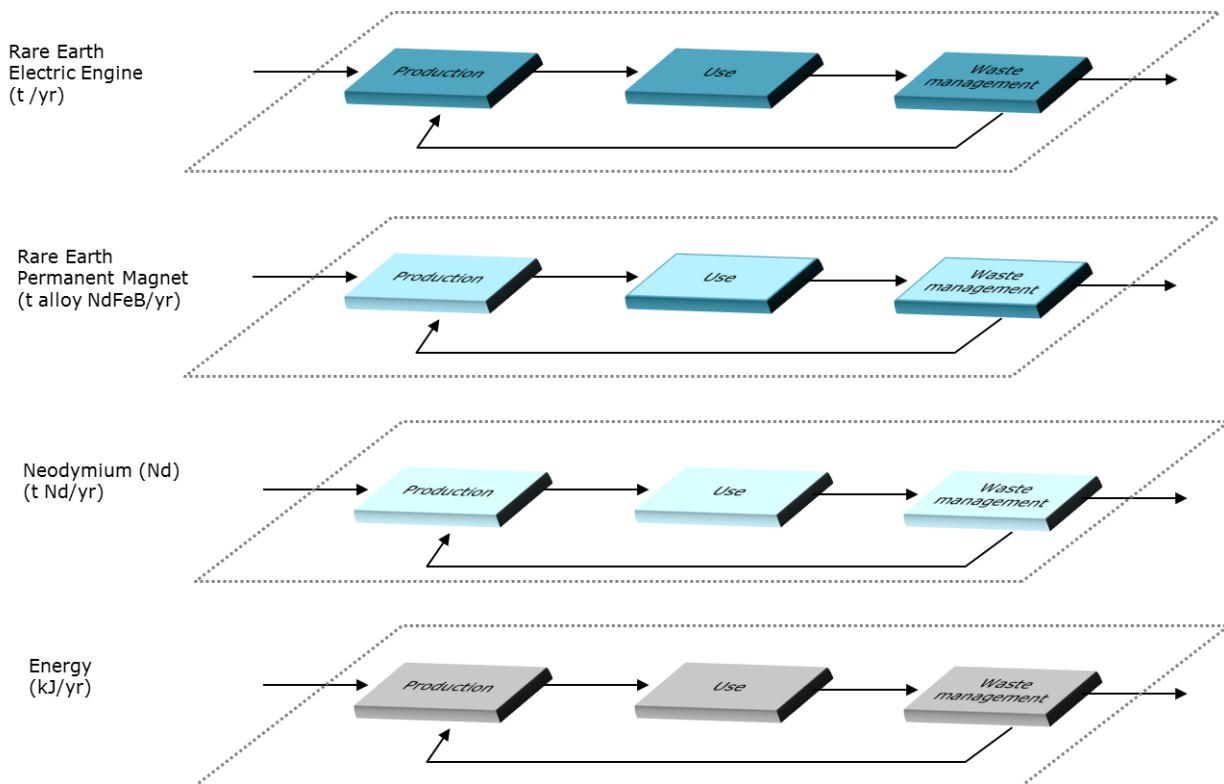 Rare Earth
Electric Engine
(t /yr)
Production
Use
Waste
management
Rare Earth
Permanent Magnet
(t alloy NdFeB/yr)
Production
Use
Waste
management
Neodymium (Nd)
(t Nd/yr)
Production
Use
Waste
management
Energy
(kJ/yr)
Production
Use
Waste
management